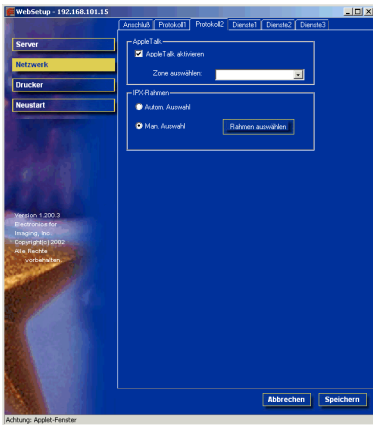 WebSetup - 192.168.101.15
Anschluß Protokoll1 Protokoll2 Dienste1 Dienste2 Dienste3
Server
Netzwerk
Drucker
Neustart
AppleTalk
AppleTalk aktivieren
Zone auswählen:
IPX-Rahmen
Autom. Auswahl
Man. Auswahl
Rahmen auswählen
Version 1.200.3
Electronics for
Imaging, Inc.
Copyright(c) 2002
Alle Rechte
vorbehalten.
Abbrechen Speichern
Achtung: Applet-Fenster